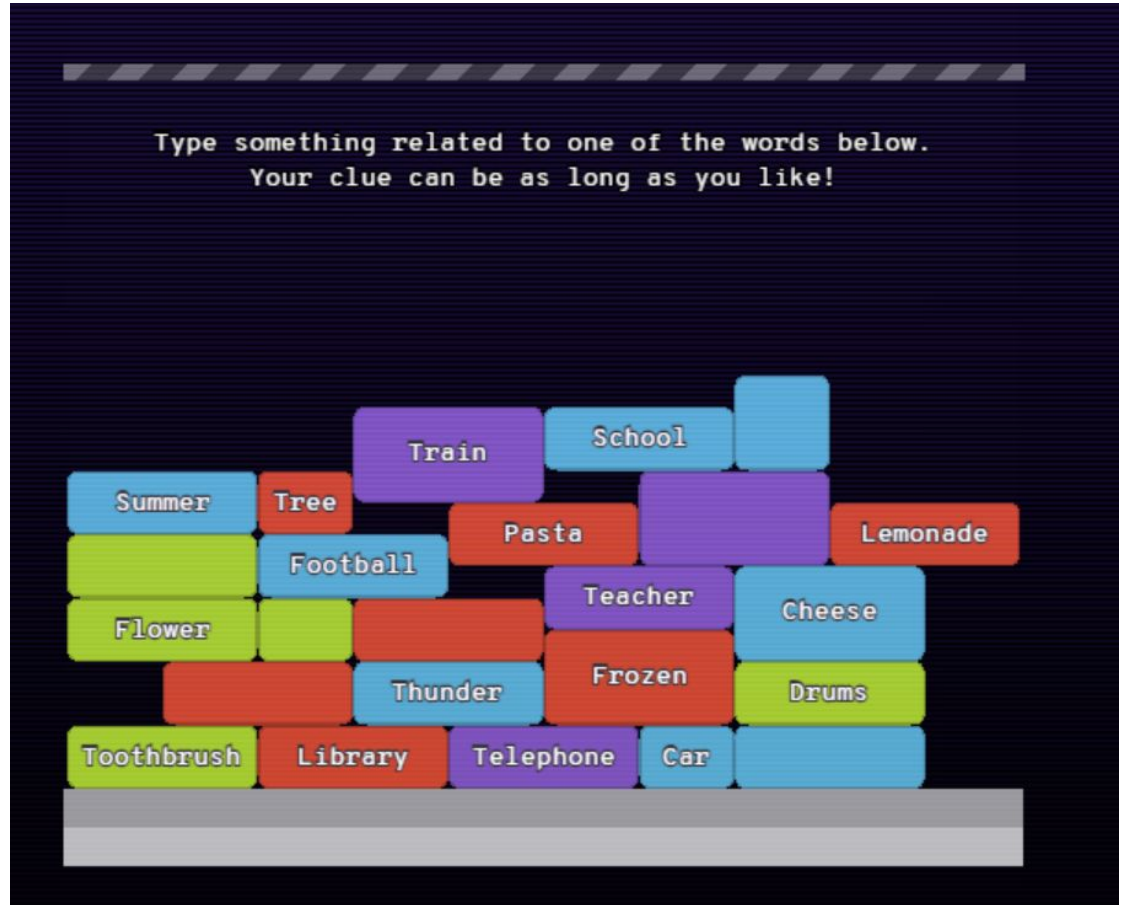 Type something related to one of the words below.
Your clue can be as long as you like!
School
Train
Summer
Tree
Pasta
Lemonade
Football
Teacher
Cheese
Flower
Frozen
Thunder
Drums
Toothbrush
Library
Telephone
Car